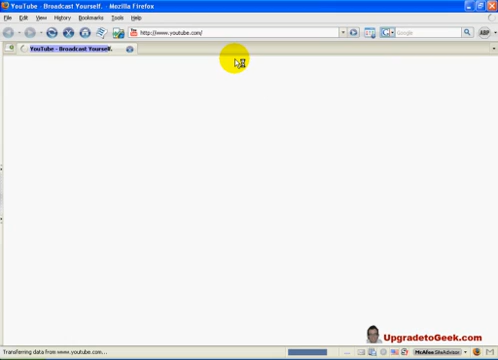 YouTube - Broadcast Yourself. - Mozilla Firefox
File Edit View History Bookmarks Tools Help
http://www.youtube.com/
Google
ABP
YouTube - Broadcast Yourself.
UpgradetoGeek.com
Transferring data from www.youtube.com...
McAfee SiteAdvisor